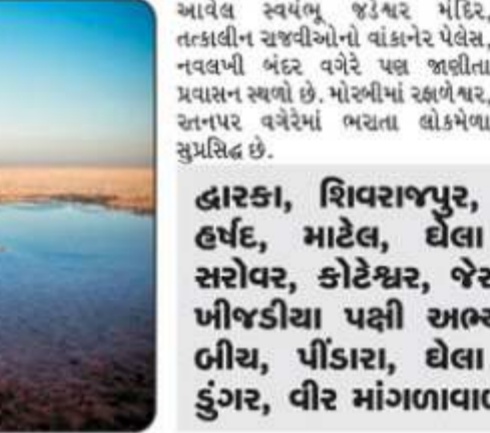 આવેલ સ્વયંભૂ જડેશ્વર મંદિર,
તત્કાલીન રાજવીઓનો વાંકાનેર પેલેસ,
નવલખી બંદર વગેરે પણ જાણીતા
પ્રવાસન સ્થળો છે. મોરબીમાં રફાળેશ્વર,
રતનપર વગેરેમાં ભરાતા લોકમેળા
સુપ્રસિદ્ધ છે.
દ્વારકા, શિવરાજપુર,
હર્ષદ, માટેલ, ઘેલા
સરોવર, કોટેશ્વર, જેસ
ખીજડીયા પક્ષી અભ્ય
બીચ, પીંડારા, ઘેલા
ડુંગર, વીર માંગળાવાળ